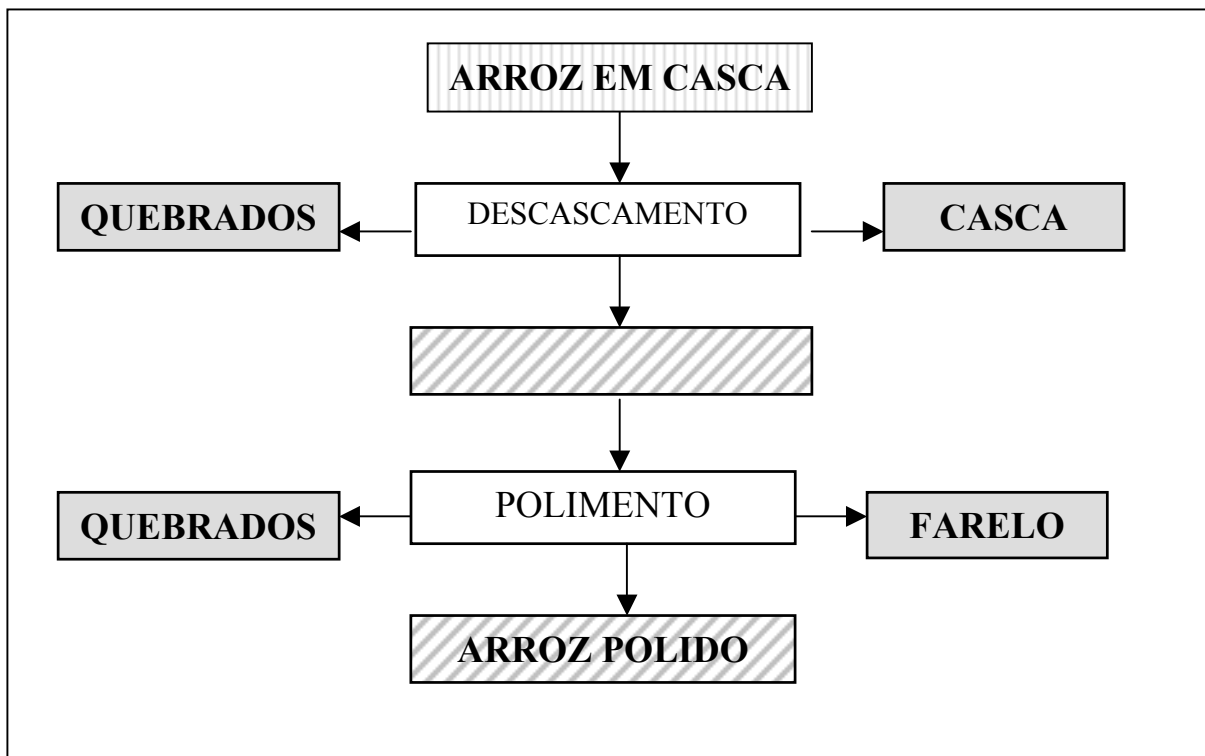 ARROZ EM CASCA
QUEBRADOS
DESCASCAMENTO
CASCA
QUEBRADOS
POLIMENTO
FARELO
ARROZ POLIDO